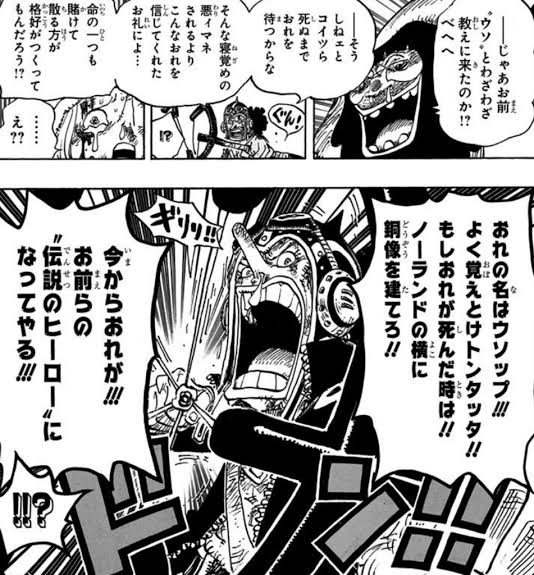 ──じゃあお前
〝ウソ〟とわざわざ
教えに来たのか!?
べへへ
──そう
しねェと
コイツら
死ぬまで
おれを
待つからな
ぐんっ
そんな寝覚めの
悪ィマネ
されるより
こんなおれを
信じてくれた
お礼によ…
!?
命の一つも
賭けて
散る方が
格好がつくって
もんだろう!?
……
え??
おれの名はウソップ!!!
よく覚えとけトンタッタ!!
もしおれが死んだ時は!!
ノーランドの横に
銅像を建てろ!!
ギリリ!!
今からおれが!!!
お前らの
〝伝説のヒーロー〟に
なってやる!!!
!!?
ドン!!